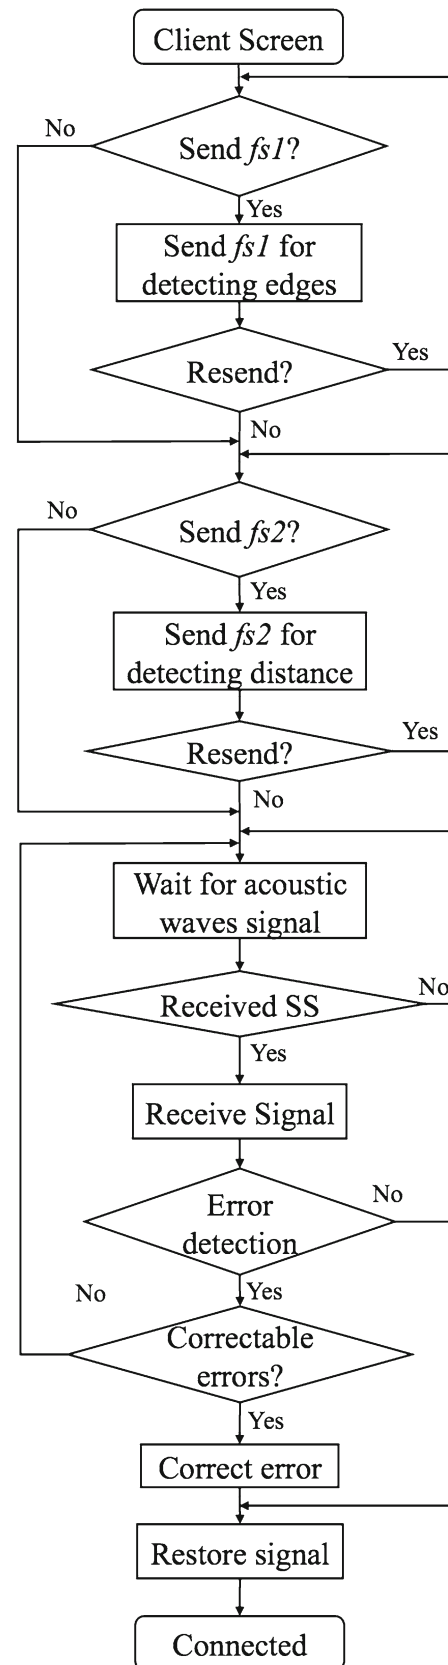 Client Screen
No
Send fs1?
Yes
Send fs1 for
detecting edges
Yes
Resend?
No
No
Send fs2?
Yes
Send fs2 for
detecting distance
Yes
Resend?
No
Wait for acoustic
waves signal
No
Received SS
Yes
Receive Signal
No
Error
detection
Yes
No
Correctable
errors?
Yes
Correct error
Restore signal
Connected